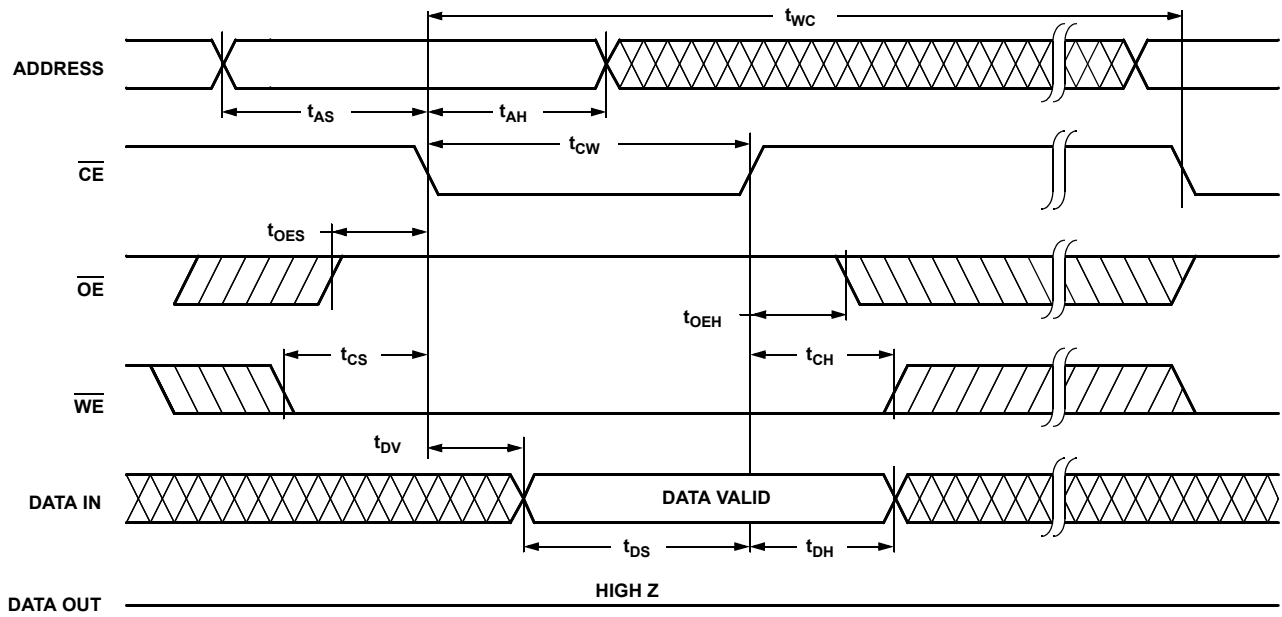 tWC
ADDRESS
tAS
tAH
tCW
CE
tOES
OE
tOEH
tCS
tCH
WE
tDV
DATA IN
DATA VALID
tDS
tDH
HIGH Z
DATA OUT